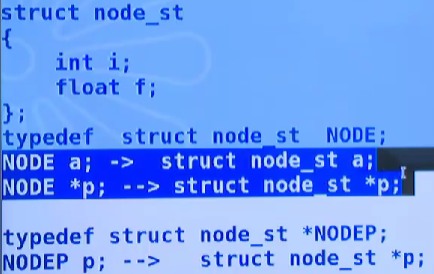 struct node_st
{
int i;
float f;
};
typedef struct node_st NODE;
NODE a; -> struct node_st a;
NODE *p; --> struct node_st *p;
typedef struct node_st *NODEP;
NODEP p; --> struct node_st *p;